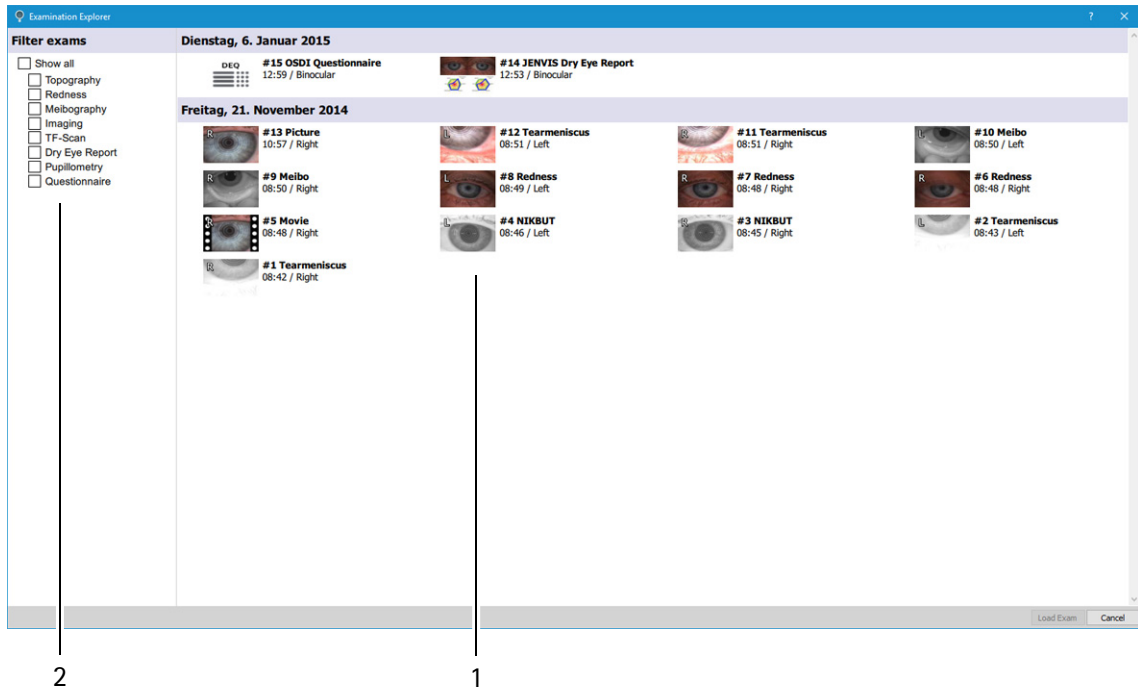 Examination Explorer
? ×
Filter exams
Show all
Topography
Redness
Meibography
Imaging
TF-Scan
Dry Eye Report
Pupillometry
Questionnaire
Dienstag, 6. Januar 2015
DEQ
#15 OSDI Questionnaire
12:59 / Binocular
#14 JENVIS Dry Eye Report
12:53 / Binocular
Freitag, 21. November 2014
R
#13 Picture
10:57 / Right
L
#12 Tearmeniscus
08:51 / Left
R
#11 Tearmeniscus
08:51 / Right
L
#10 Meibo
08:50 / Left
R
#9 Meibo
08:50 / Right
L
#8 Redness
08:49 / Left
R
#7 Redness
08:48 / Right
R
#6 Redness
08:48 / Right
R
#5 Movie
08:48 / Right
L
#4 NIKBUT
08:46 / Left
R
#3 NIKBUT
08:45 / Right
L
#2 Tearmeniscus
08:43 / Left
R
#1 Tearmeniscus
08:42 / Right
Load Exam
Cancel
2
1